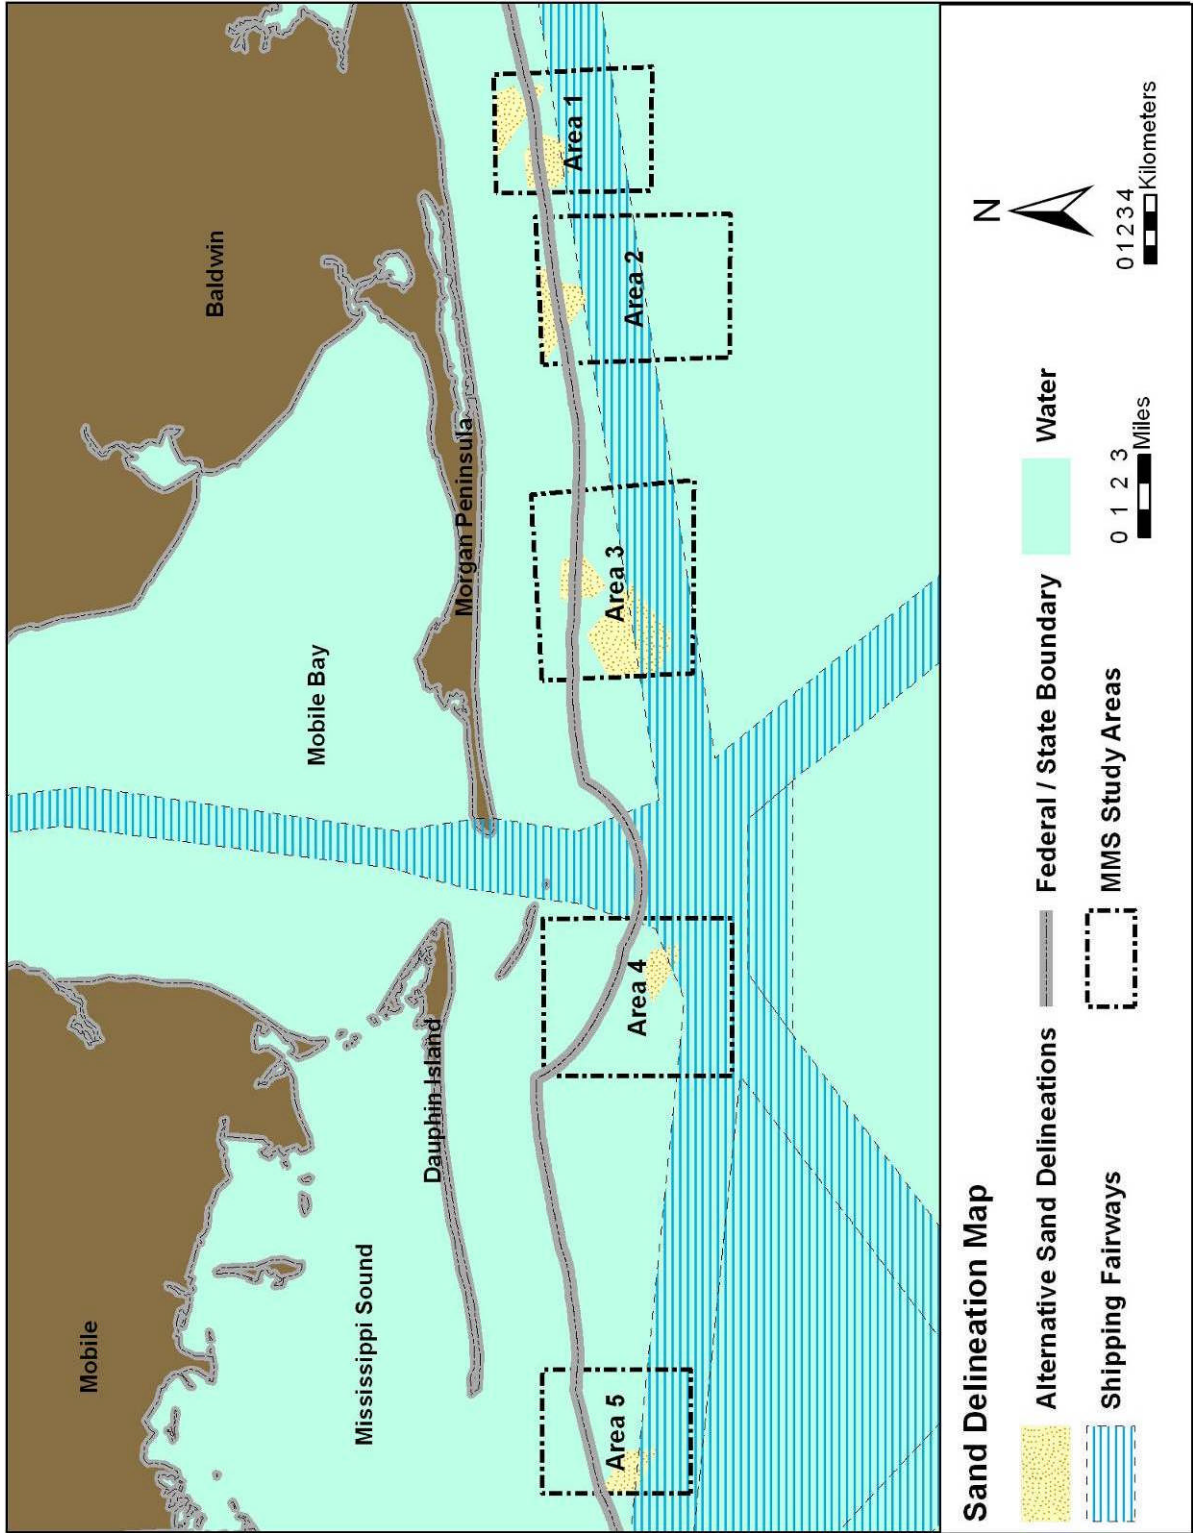 Mobile
Baldwin
Mobile Bay
Mississippi Sound
Dauphin Island
Morgan Peninsula
Area 5
Area 4
Area 3
Area 2
Area 1
Sand Delineation Map
Alternative Sand Delineations
Federal / State Boundary
Water
Shipping Fairways
MMS Study Areas
0 1 2 3
Miles
N
0 1 2 3 4
Kilometers